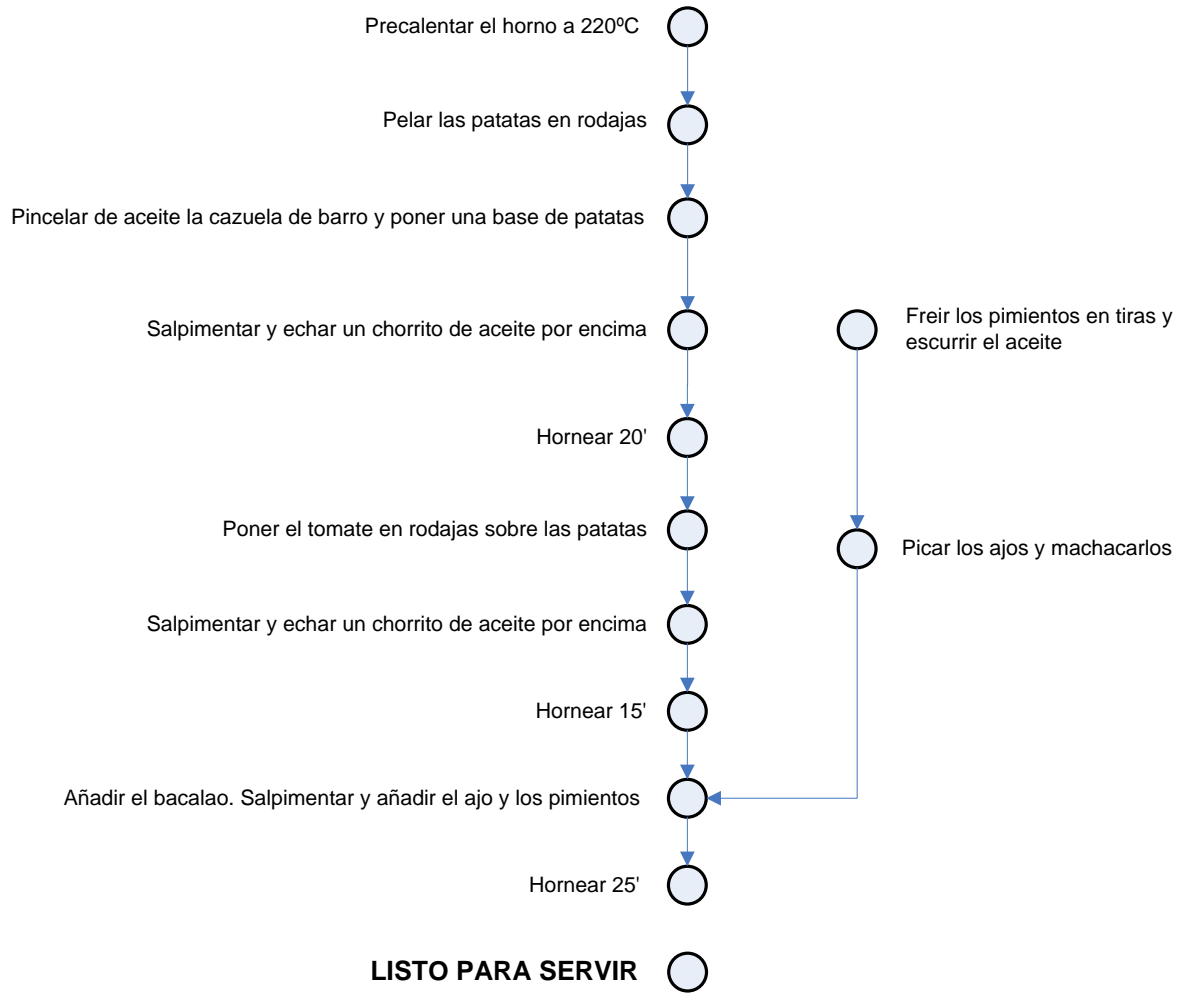 Precalentar el horno a 220ºC
Pelar las patatas en rodajas
Pincelar de aceite la cazuela de barro y poner una base de patatas
Salpimentar y echar un chorrito de aceite por encima
Freir los pimientos en tiras y
escurrir el aceite
Hornear 20'
Poner el tomate en rodajas sobre las patatas
Picar los ajos y machacarlos
Salpimentar y echar un chorrito de aceite por encima
Hornear 15'
Añadir el bacalao. Salpimentar y añadir el ajo y los pimientos
Hornear 25'
LISTO PARA SERVIR